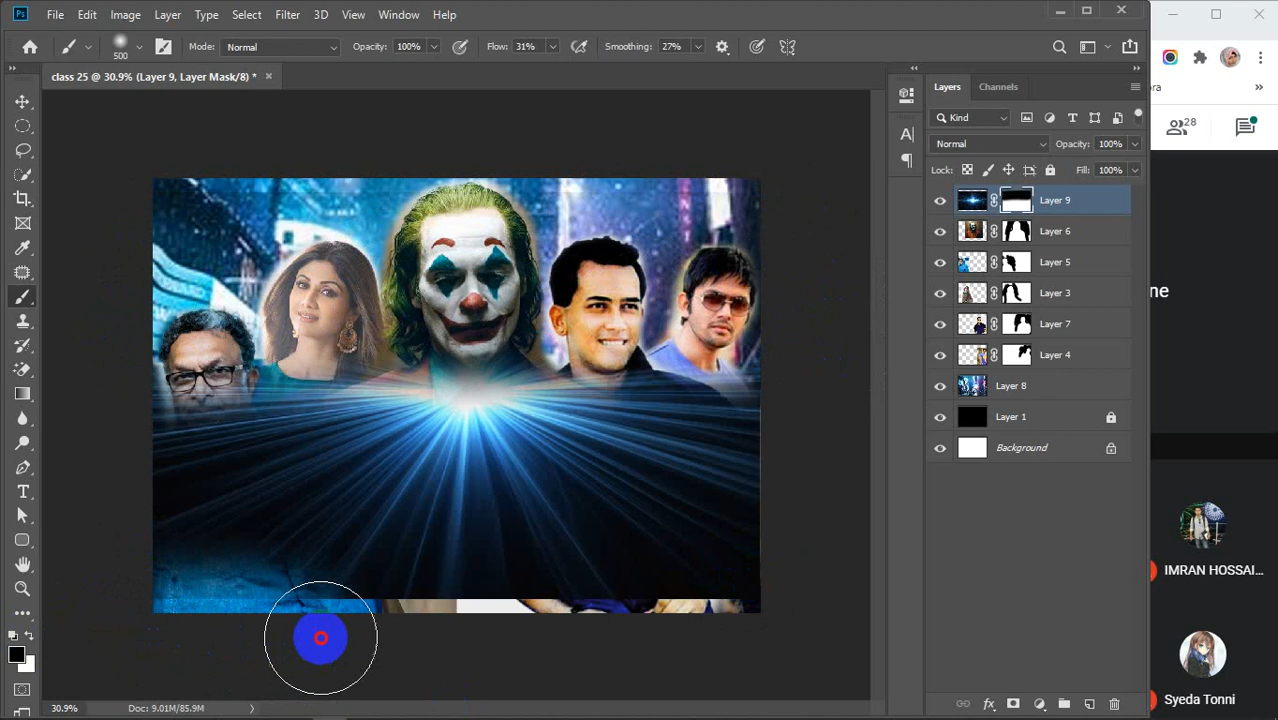 Ps File Edit Image Layer Type Select Filter 3D View Window Help
500 Mode: Normal Opacity: 100% Flow: 31% Smoothing: 27%
class 25 @ 30.9% (Layer 9, Layer Mask/8) * ×
Layers Channels
Kind
Normal Opacity: 100%
Lock: Fill: 100%
Layer 9
Layer 6
Layer 5
Layer 3
Layer 7
Layer 4
Layer 8
Layer 1
Background
30.9% Doc: 9.01M/85.9M
ora
28
ne
IMRAN HOSSAI...
Syeda Tonni